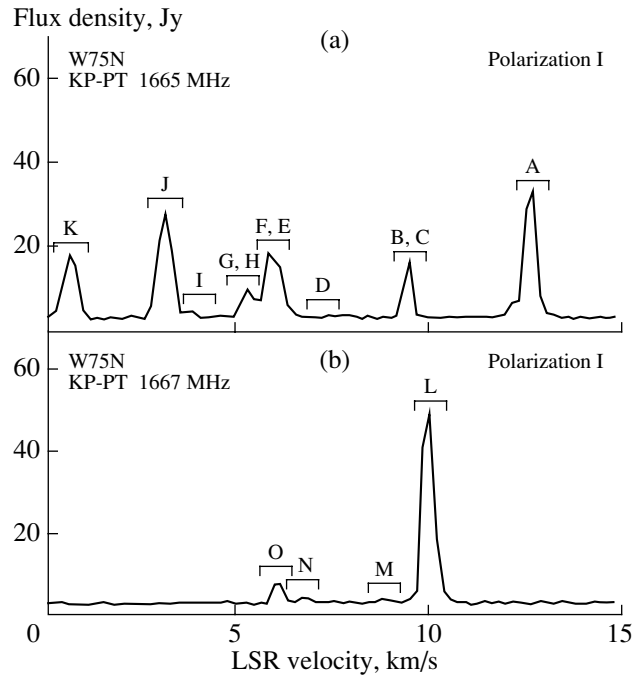 Flux density, Jy
(a)
W75N
KP-PT 1665 MHz
Polarization I
60
40
20
K
J
I
G, H
F, E
D
B, C
A
(b)
W75N
KP-PT 1667 MHz
Polarization I
60
40
20
O
N
M
L
0
5
10
15
LSR velocity, km/s